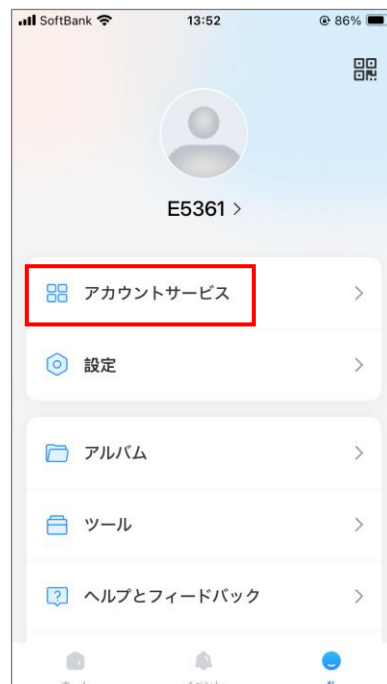 SoftBank 13:52 86%
E5361 >
アカウントサービス
設定
アルバム
ツール
ヘルプとフィードバック